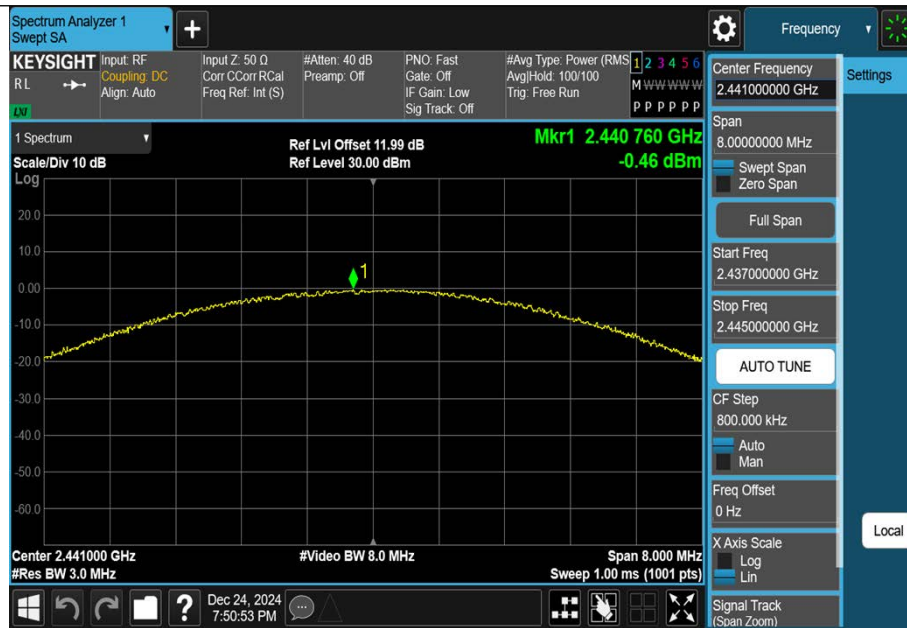 Spectrum Analyzer 1
Swept SA
+
Frequency
KEYSIGHT
R L
LXI
Input: RF
Coupling: DC
Align: Auto
Input Z: 50 Ω
Corr CCorr RCal
Freq Ref: Int (S)
#Atten: 40 dB
Preamp: Off
PNO: Fast
Gate: Off
IF Gain: Low
Sig Track: Off
#Avg Type: Power (RMS
Avg|Hold: 100/100
Trig: Free Run
1 2 3 4 5 6
M W W W W W
P P P P P P
1 Spectrum
Scale/Div 10 dB
Log
Ref Lvl Offset 11.99 dB
Ref Level 30.00 dBm
Mkr1 2.440 760 GHz
-0.46 dBm
20.0
10.0
0.00
-10.0
-20.0
-30.0
-40.0
-50.0
-60.0
1
Center 2.441000 GHz
#Res BW 3.0 MHz
#Video BW 8.0 MHz
Span 8.000 MHz
Sweep 1.00 ms (1001 pts)
Center Frequency
2.441000000 GHz
Span
8.00000000 MHz
Swept Span
Zero Span
Full Span
Start Freq
2.437000000 GHz
Stop Freq
2.445000000 GHz
AUTO TUNE
CF Step
800.000 kHz
Auto
Man
Freq Offset
0 Hz
X Axis Scale
Log
Lin
Signal Track
(Span Zoom)
Settings
Local
?
Dec 24, 2024
7:50:53 PM